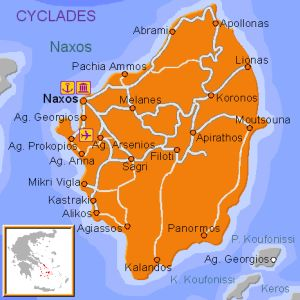 CYCLADES
Naxos
Apollonas
Abrami
Lionas
Pachia Ammos
Naxos
Melanes
Koronos
Ag. Georgios
Moutsouna
Apirathos
Ag. Prokopios
Ag. Arsenios
Filoti
Ag. Anna
Sagri
Mikri Vigla
Kastraki
Alikos
Agiassos
Panormos
P. Koufonissi
Ag. Georgios
Kalandos
K. Koufonissi
Keros